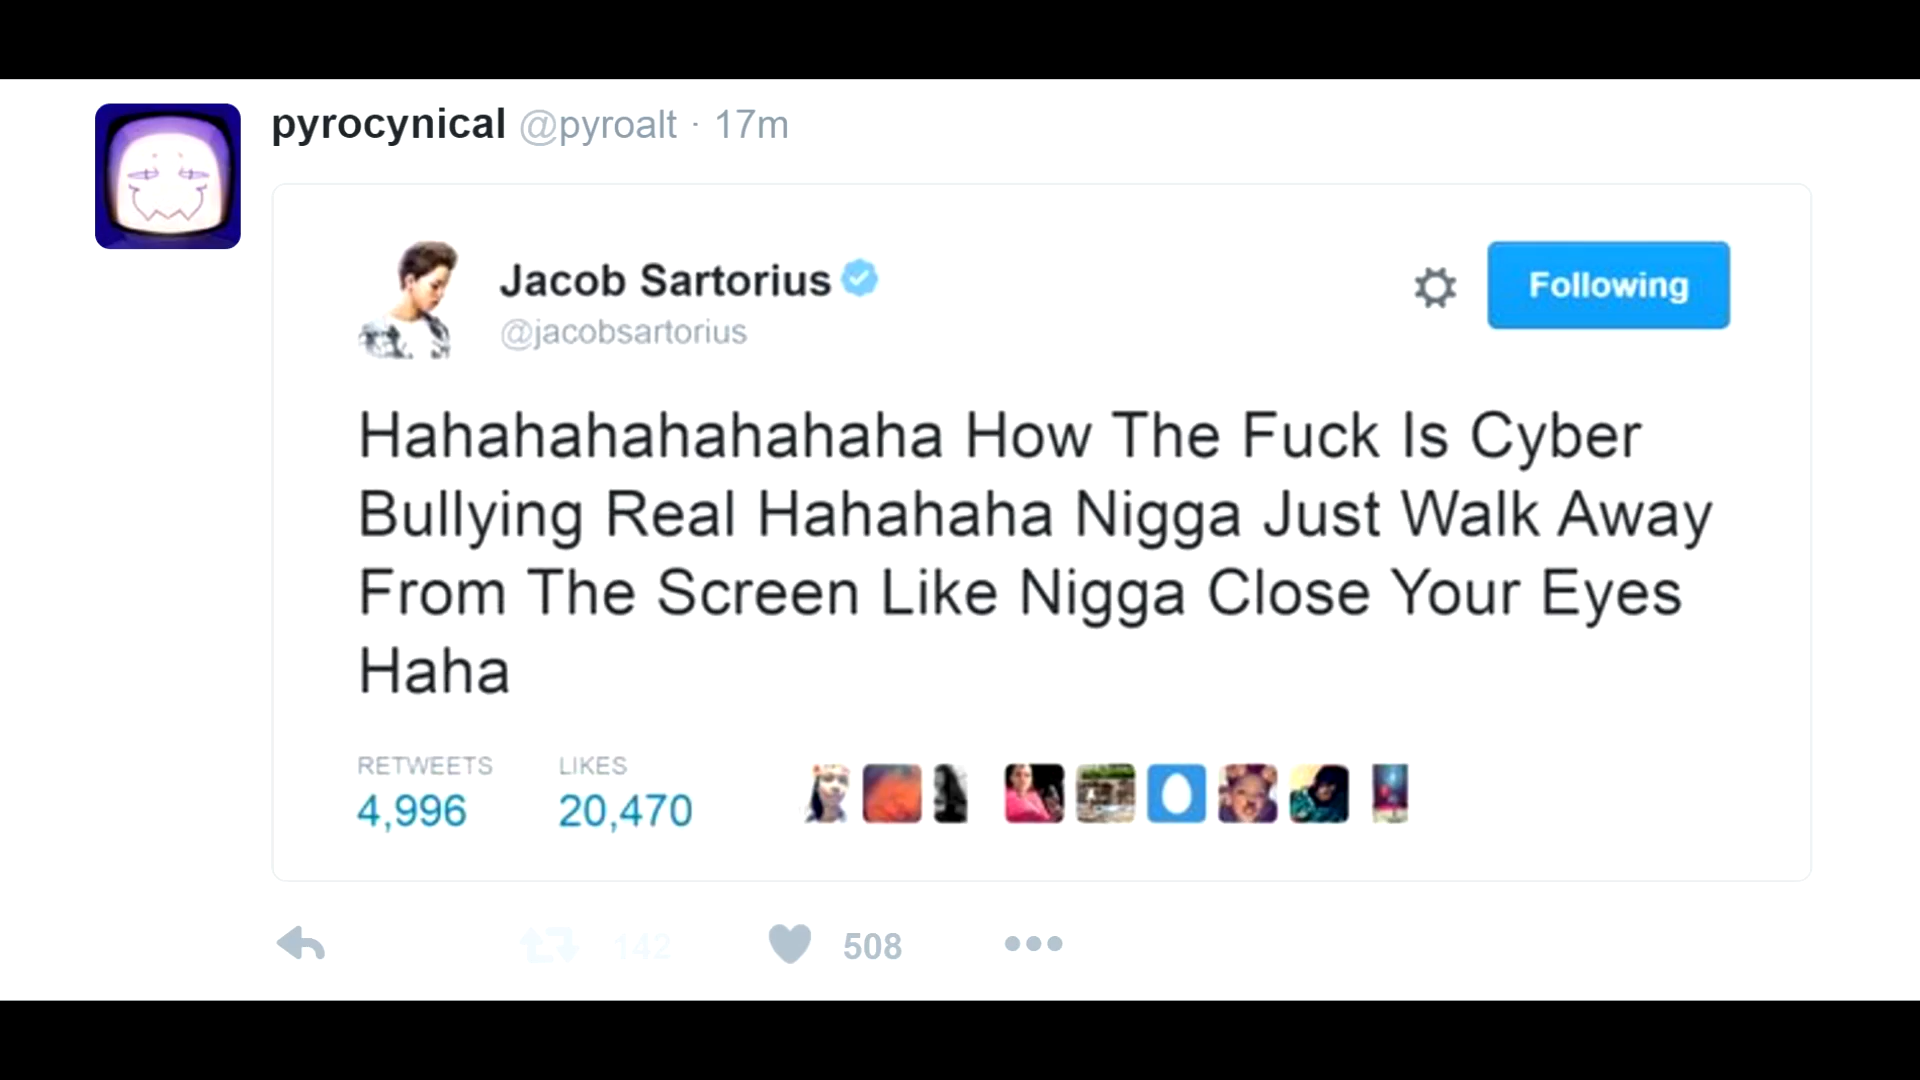 pyrocynical @pyroalt · 17m
Jacob Sartorius
Following
@jacobsartorius
Hahahahahahahaha How The Fuck Is Cyber
Bullying Real Hahahaha Nigga Just Walk Away
From The Screen Like Nigga Close Your Eyes
Haha
RETWEETS LIKES
4,996 20,470
142 508